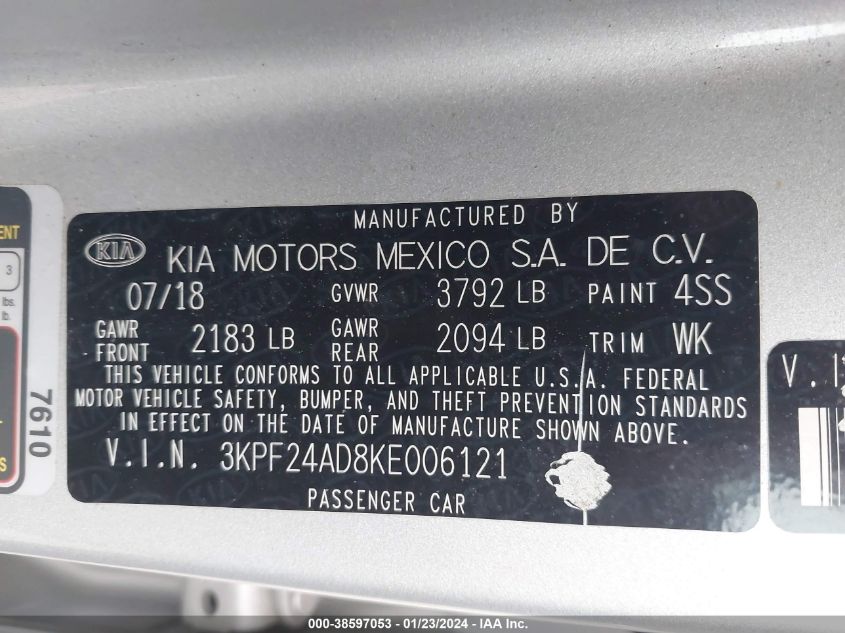 MANUFACTURED BY
KIA KIA MOTORS MEXICO S.A. DE C.V.
07/18 GVWR 3792 LB PAINT 4SS
GAWR FRONT 2183 LB GAWR REAR 2094 LB TRIM WK
THIS VEHICLE CONFORMS TO ALL APPLICABLE U.S.A. FEDERAL
MOTOR VEHICLE SAFETY, BUMPER, AND THEFT PREVENTION STANDARDS
IN EFFECT ON THE DATE OF MANUFACTURE SHOWN ABOVE.
V.I.N. 3KPF24AD8KE006121
PASSENGER CAR
3
lbs.
lb.
7610
V.I
000-38597053 - 01/23/2024 - IAA Inc.